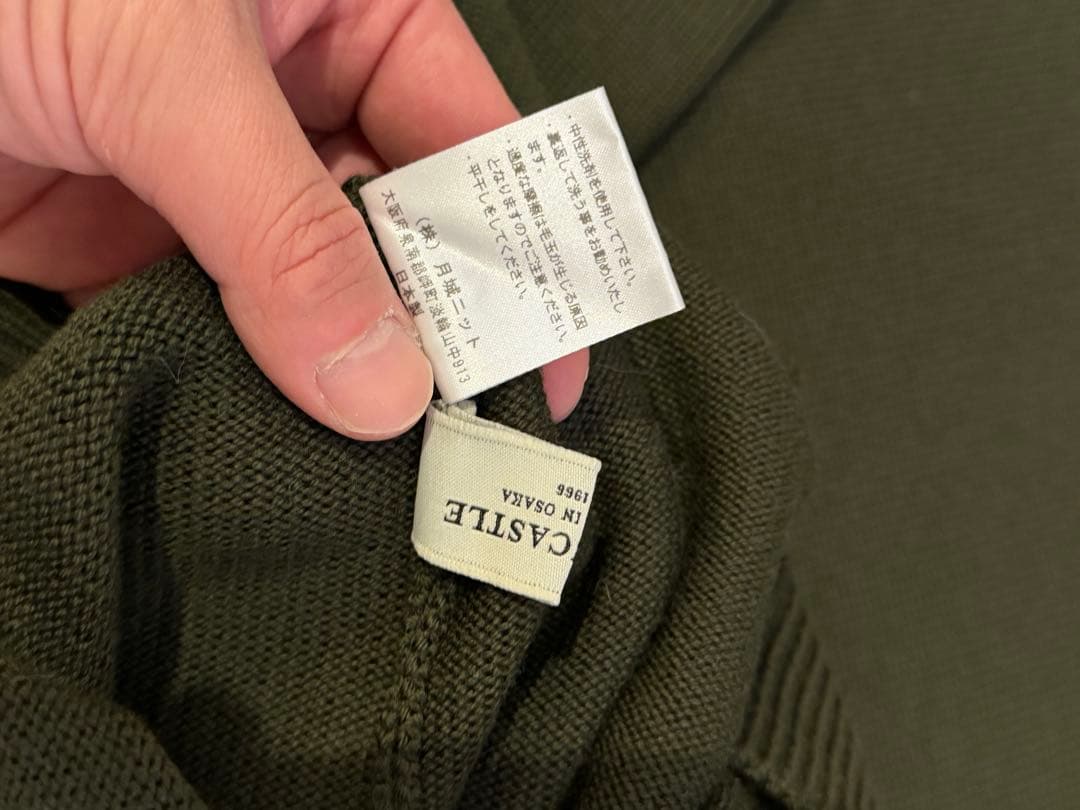 ・中性洗剤を使用して下さい。
・裏返して洗う事をお勧めいたし
ます。
・過度な摩擦は毛玉が生じる原因
となりますのでご注意ください。
・平干しをしてください。
(株)月城ニット
大阪府泉南郡岬町淡輪山中913
日本製
CASTLE
IN OSAKA
1966